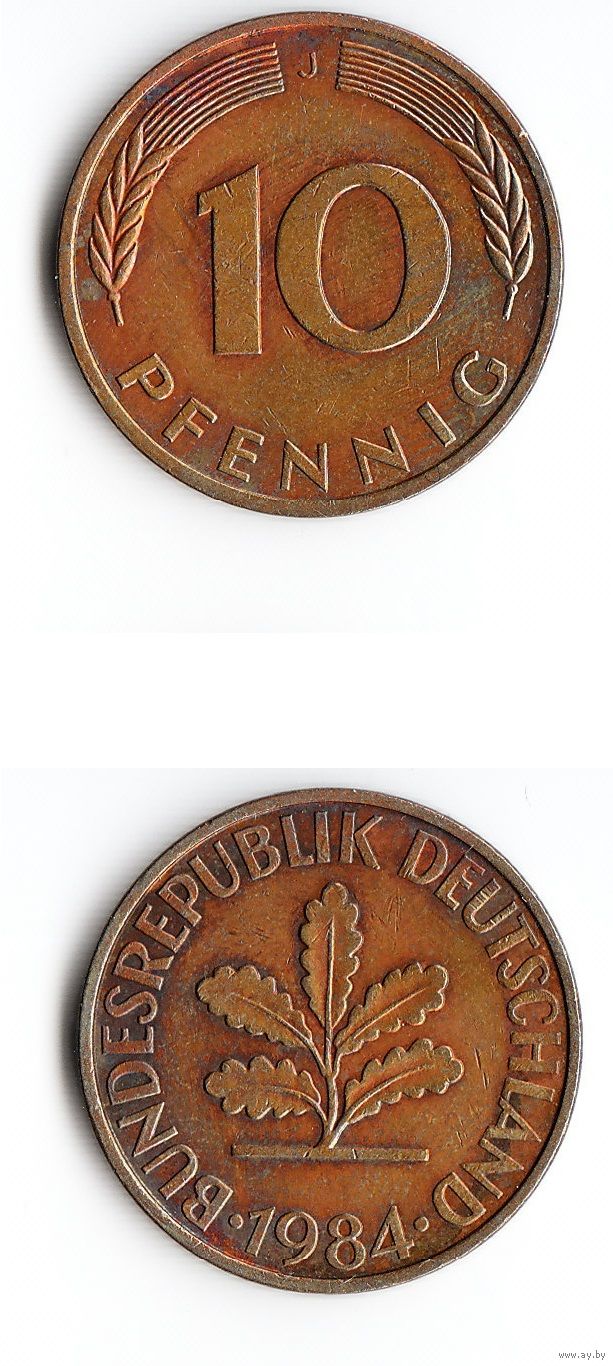 J
10
PFENNIG
BUNDESREPUBLIK DEUTSCHLAND
·1984·
www.ay.by